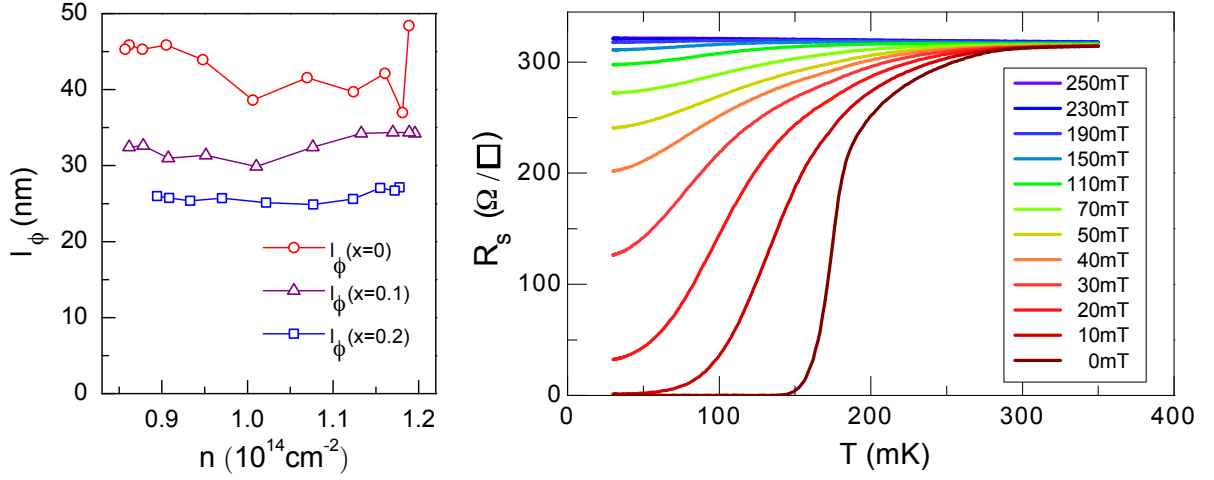 50
40
30
20
10
0
l_ϕ (nm)
0.9 1.0 1.1 1.2
n (10^14 cm^-2)
l_ϕ(x=0)
l_ϕ(x=0.1)
l_ϕ(x=0.2)
300
200
100
0
R_s (Ω/□)
0 100 200 300 400
T (mK)
250mT
230mT
190mT
150mT
110mT
70mT
50mT
40mT
30mT
20mT
10mT
0mT